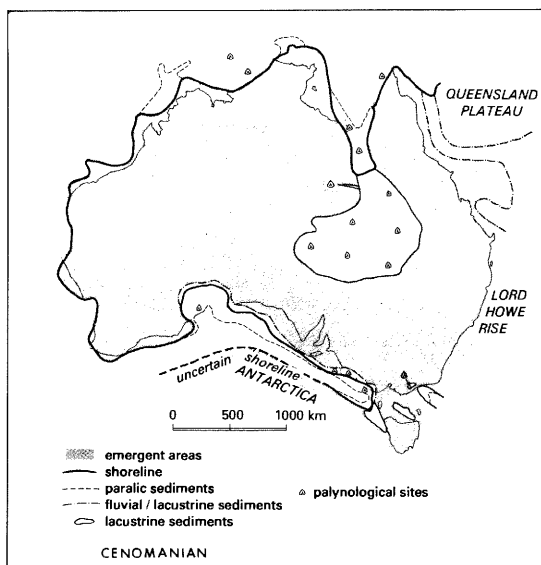 QUEENSLAND
PLATEAU
LORD
HOWE
RISE
uncertain shoreline
ANTARCTICA
0 500 1000 km
emergent areas
shoreline
paralic sediments
fluvial / lacustrine sediments
palynological sites
lacustrine sediments
CENOMANIAN